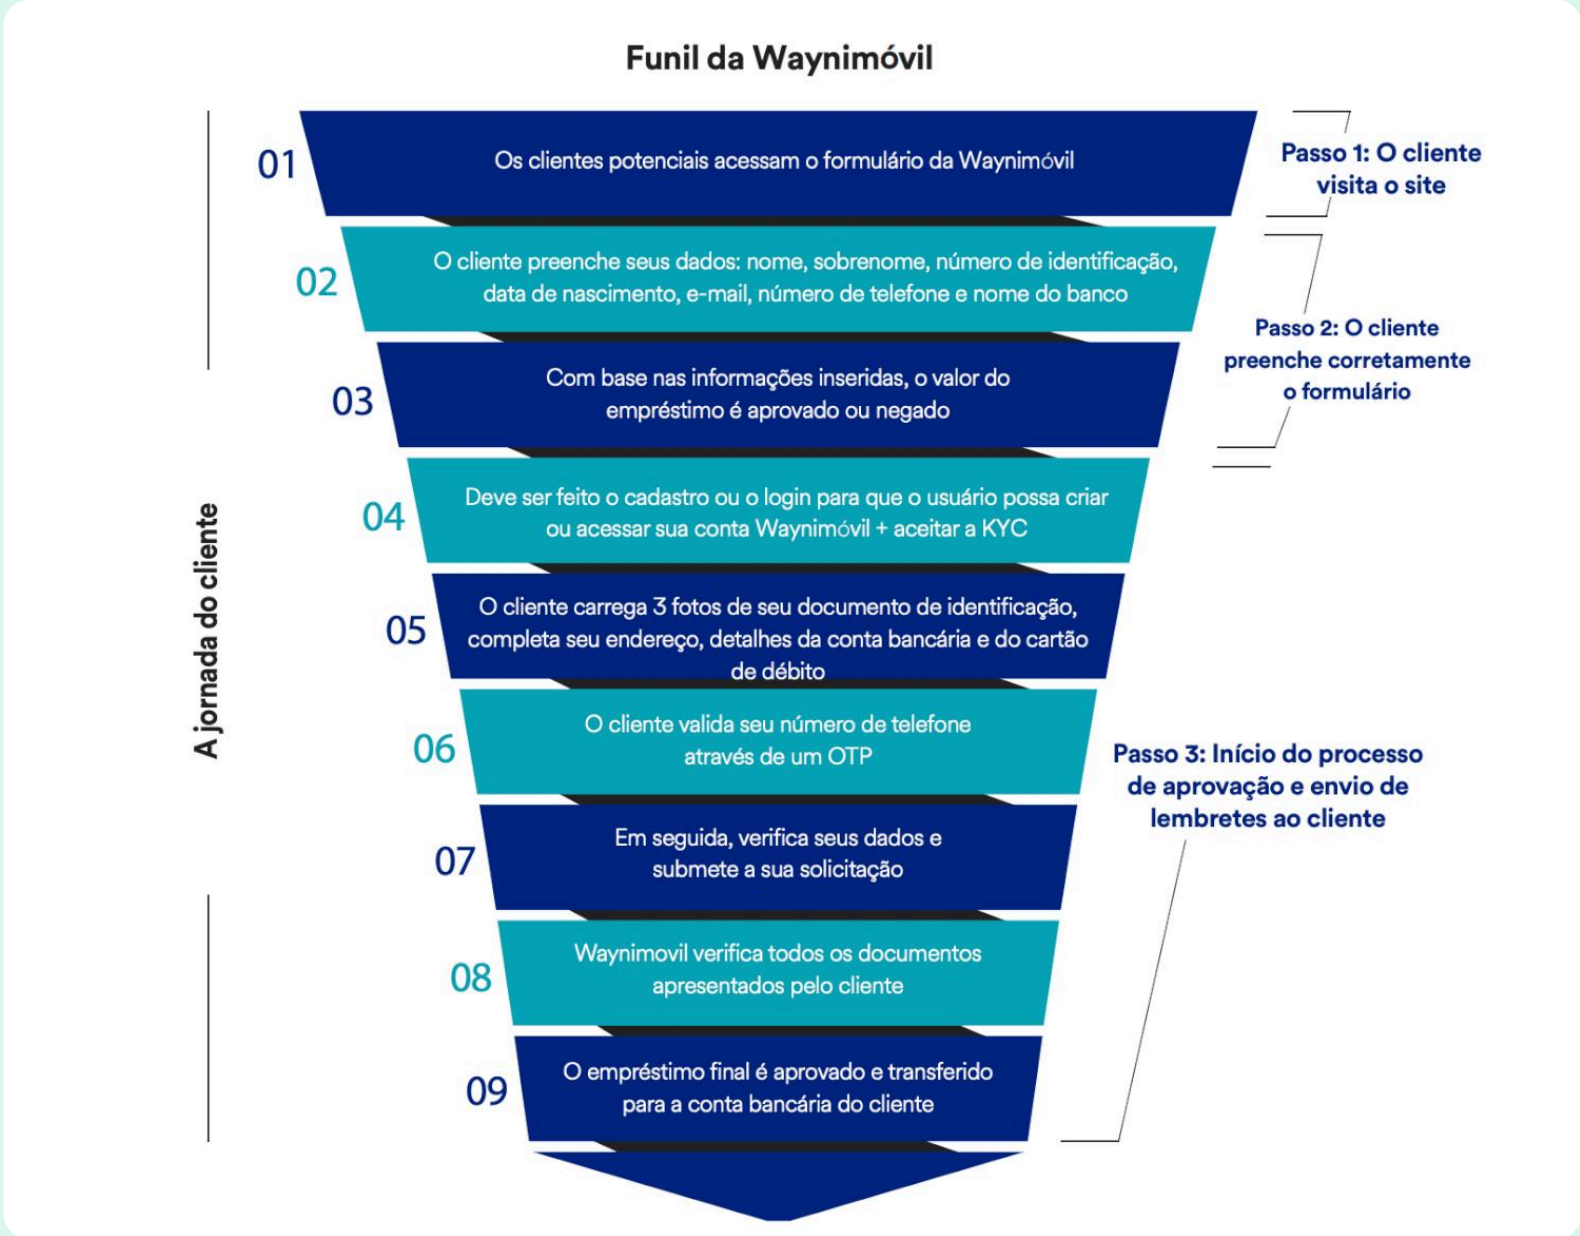 Funil da Waynimóvil
A jornada do cliente
01
Os clientes potenciais acessam o formulário da Waynimóvil
Passo 1: O cliente
visita o site
02
O cliente preenche seus dados: nome, sobrenome, número de identificação,
data de nascimento, e-mail, número de telefone e nome do banco
03
Com base nas informações inseridas, o valor do
empréstimo é aprovado ou negado
Passo 2: O cliente
preenche corretamente
o formulário
04
Deve ser feito o cadastro ou o login para que o usuário possa criar
ou acessar sua conta Waynimóvil + aceitar a KYC
05
O cliente carrega 3 fotos de seu documento de identificação,
completa seu endereço, detalhes da conta bancária e do cartão
de débito
06
O cliente valida seu número de telefone
através de um OTP
07
Em seguida, verifica seus dados e
submete a sua solicitação
08
Waynimovil verifica todos os documentos
apresentados pelo cliente
09
O empréstimo final é aprovado e transferido
para a conta bancária do cliente
Passo 3: Início do processo
de aprovação e envio de
lembretes ao cliente